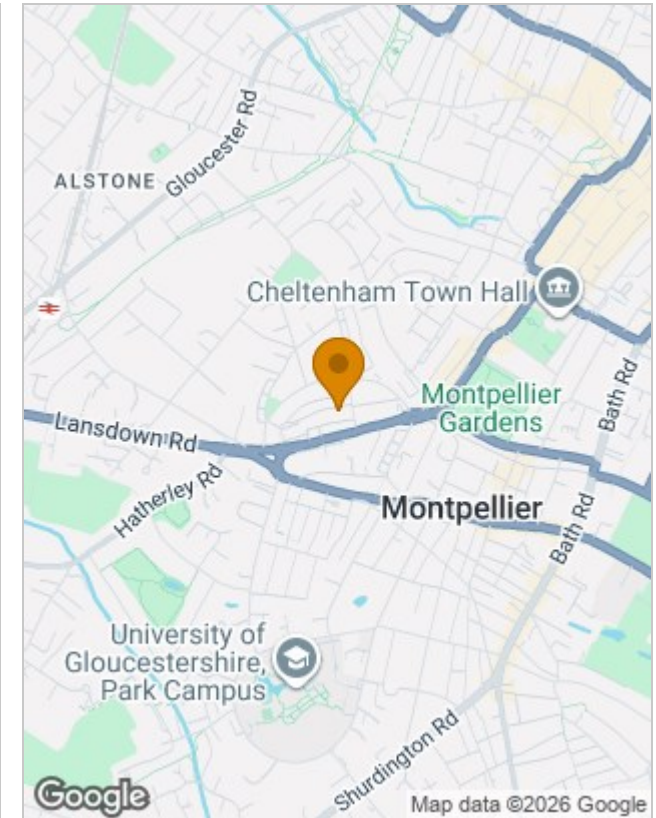 Gloucester Rd
ALSTONE
Cheltenham Town Hall
Montpellier
Gardens
Bath Rd
Lansdown Rd
Hatherley Rd
Montpellier
Bath Rd
University of
Gloucestershire,
Park Campus
Shurdington Rd
Google
Map data ©2026 Google